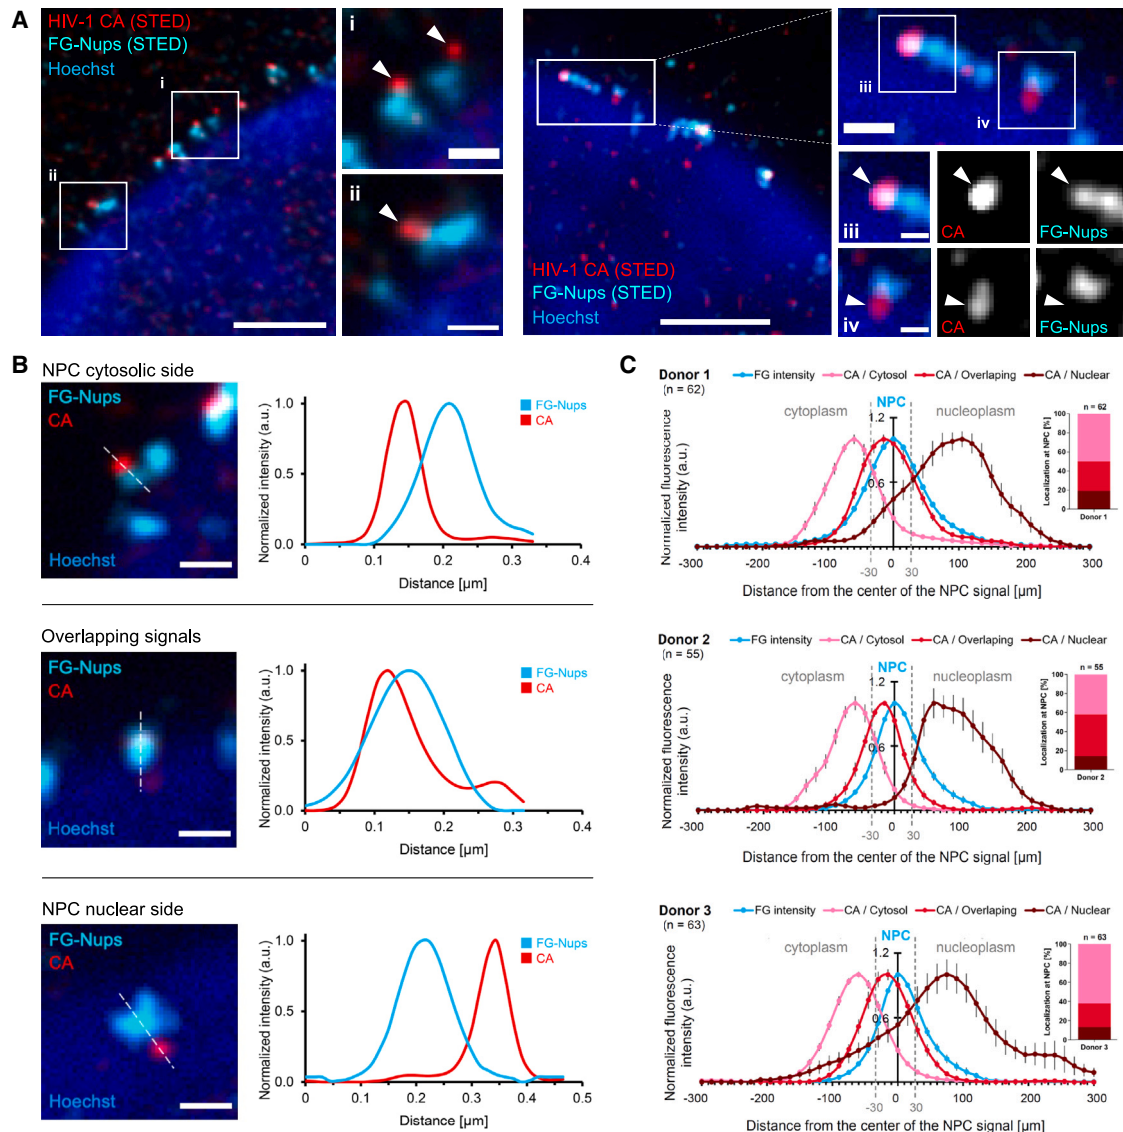 A
HIV-1 CA (STED)
FG-Nups (STED)
Hoechst
i
ii
i
ii
HIV-1 CA (STED)
FG-Nups (STED)
Hoechst
iii
iv
iii
CA
FG-Nups
iv
CA
FG-Nups
B
NPC cytosolic side
FG-Nups
CA
Hoechst
Normalized intensity (a.u.)
1.0
0.5
0.0
0 0.1 0.2 0.3 0.4
Distance [µm]
FG-Nups
CA
Overlapping signals
FG-Nups
CA
Hoechst
Normalized intensity (a.u.)
1.0
0.5
0.0
0 0.1 0.2 0.3 0.4
Distance [µm]
FG-Nups
CA
NPC nuclear side
FG-Nups
CA
Hoechst
Normalized intensity (a.u.)
1.0
0.5
0.0
0 0.1 0.2 0.3 0.4 0.5
Distance [µm]
FG-Nups
CA
C
Donor 1
(n = 62)
FG intensity CA / Cytosol CA / Overlaping CA / Nuclear
cytoplasm NPC nucleoplasm
1.2
0.6
Normalized fluorescence
intensity (a.u.)
-300 -200 -100 0 100 200 300
-30 30
Distance from the center of the NPC signal [µm]
n = 62
Localization at NPC [%]
100
80
60
40
20
0
Donor 1
Donor 2
(n = 55)
FG intensity CA / Cytosol CA / Overlaping CA / Nuclear
cytoplasm NPC nucleoplasm
1.2
0.6
Normalized fluorescence
intensity (a.u.)
-300 -200 -100 0 100 200 300
-30 30
Distance from the center of the NPC signal [µm]
n = 55
Localization at NPC [%]
100
80
60
40
20
0
Donor 2
Donor 3
(n = 63)
FG intensity CA / Cytosol CA / Overlaping CA / Nuclear
cytoplasm NPC nucleoplasm
1.2
0.6
Normalized fluorescence
intensity (a.u.)
-300 -200 -100 0 100 200 300
-30 30
Distance from the center of the NPC signal [µm]
n = 63
Localization at NPC [%]
100
80
60
40
20
0
Donor 3